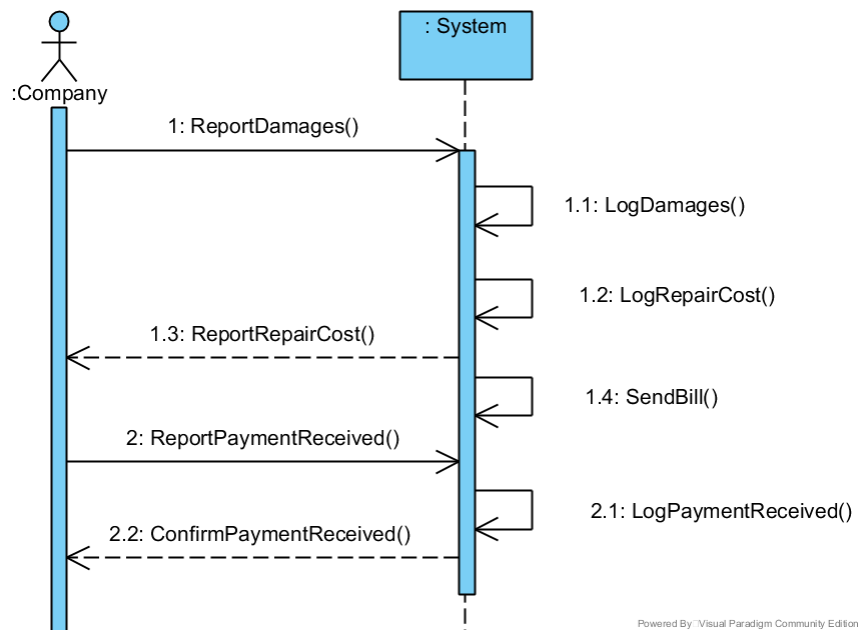 : System
:Company
1: ReportDamages()
1.1: LogDamages()
1.2: LogRepairCost()
1.3: ReportRepairCost()
1.4: SendBill()
2: ReportPaymentReceived()
2.1: LogPaymentReceived()
2.2: ConfirmPaymentReceived()
Powered By Visual Paradigm Community Edition